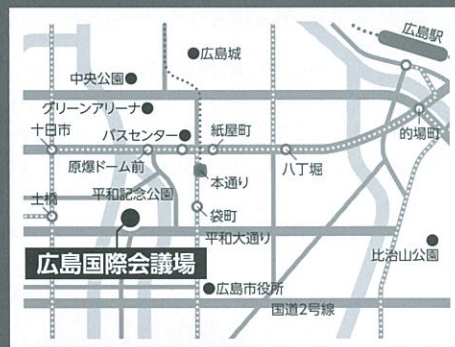 広島駅
広島城
中央公園
グリーンアリーナ
十日市
バスセンター
紙屋町
的場町
原爆ドーム前
八丁堀
本通り
平和記念公園
土橋
袋町
平和大通り
広島国際会議場
比治山公園
広島市役所
国道2号線